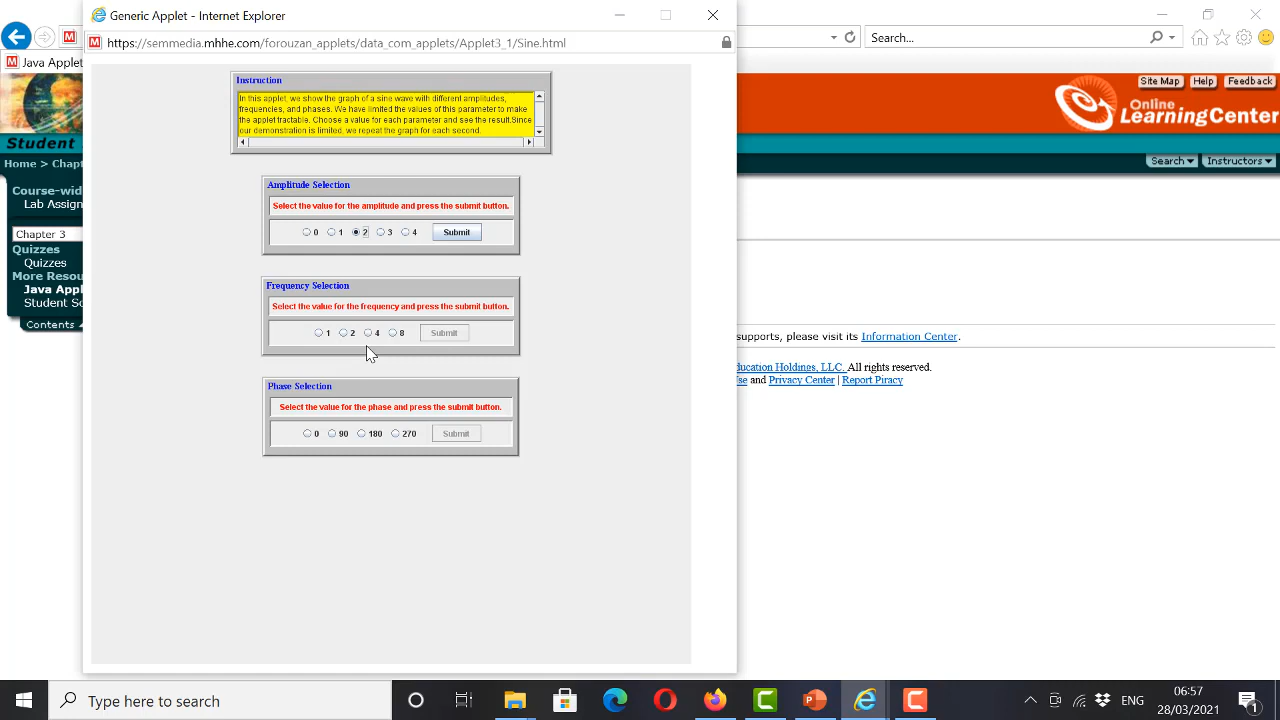 Generic Applet - Internet Explorer
https://semmedia.mhhe.com/forouzan_applets/data_com_applets/Applet3_1/Sine.html
Search...
Java Applet
Site Map Help Feedback
Online
LearningCenter
Student
Home > Chapt
Search Instructors
Course-wid
Lab Assign
Chapter 3
Quizzes
Quizzes
More Resou
Java Appl
Student S
Contents
Instruction
In this applet, we show the graph of a sine wave with different amplitudes,
frequencies, and phases. We have limited the values of this parameter to make
the applet tractable. Choose a value for each parameter and see the result.Since
our demonstration is limited, we repeat the graph for each second.
Amplitude Selection
Select the value for the amplitude and press the submit button.
0 1 2 3 4 Submit
Frequency Selection
Select the value for the frequency and press the submit button.
1 2 4 8 Submit
Phase Selection
Select the value for the phase and press the submit button.
0 90 180 270 Submit
supports, please visit its Information Center.
ducation Holdings, LLC. All rights reserved.
se and Privacy Center | Report Piracy
Type here to search
ENG
06:57
28/03/2021
1